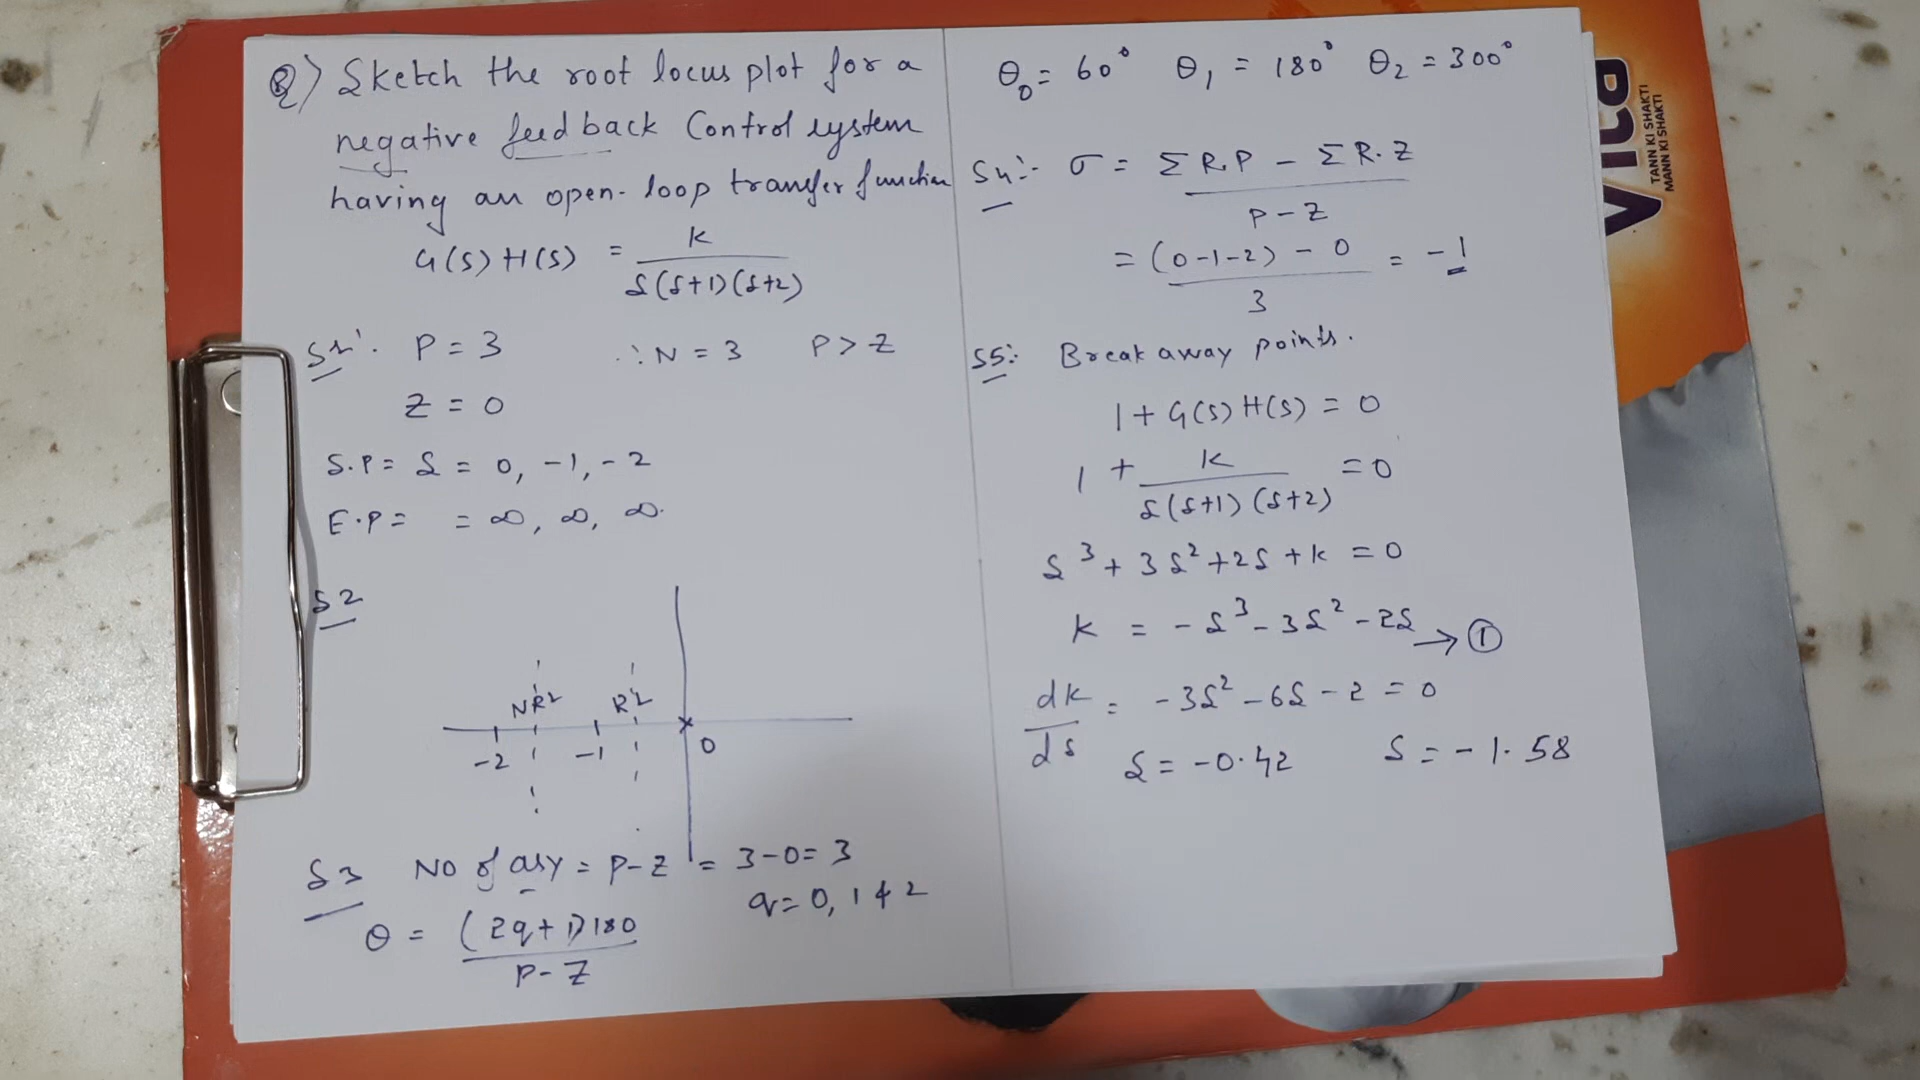 Q) Sketch the root locus plot for a
negative feedback Control system
having an open-loop transfer function
G(s) H(s) = K / S(S+1)(S+2)
S1:- P = 3 ∴ N = 3 P > Z
Z = 0
S.P = S = 0, -1, -2
E.P = = ∞, ∞, ∞.
S2
NRL RL
-2 -1 0
S3 No of asy = P-Z = 3-0 = 3
q = 0, 1 & 2
θ = (2q+1)180 / P-Z
θ0 = 60° θ1 = 180° θ2 = 300°
S4:- σ = Σ R.P - Σ R.Z / P-Z
= (0-1-2) - 0 / 3 = -1
S5:- Break away points.
1 + G(s) H(s) = 0
1 + K / S(S+1)(S+2) = 0
S³ + 3S² + 2S + K = 0
K = -S³ - 3S² - 2S → ①
dK/ds = -3S² - 6S - 2 = 0
S = -0.42 S = -1.58
Vita
TANN KI SHAKTI
MANN KI SHAKTI